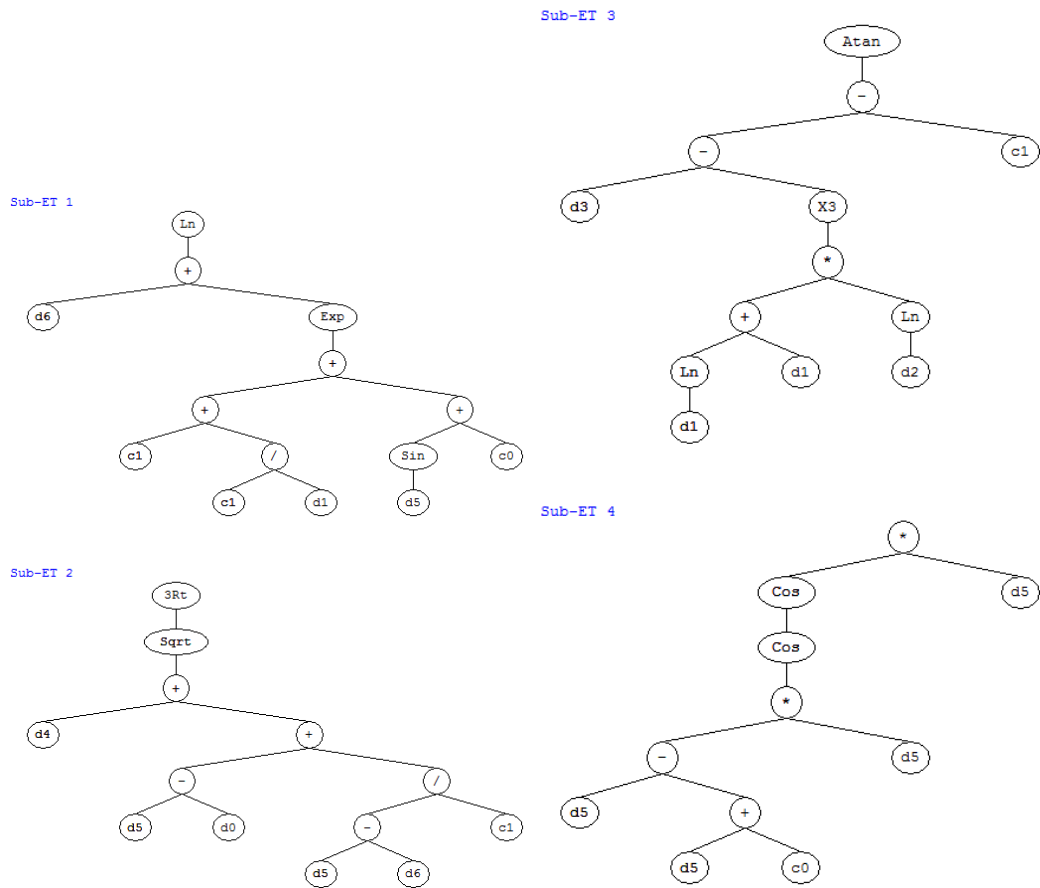 Sub-ET 1
Ln
+
d6 Exp
+
+ +
c1 / Sin c0
c1 d1 d5
Sub-ET 2
3Rt
Sqrt
+
d4 +
- /
d5 d0 - c1
d5 d6
Sub-ET 3
Atan
-
- c1
d3 X3
*
+ Ln
Ln d1 d2
d1
Sub-ET 4
*
Cos d5
Cos
*
- d5
d5 +
d5 c0